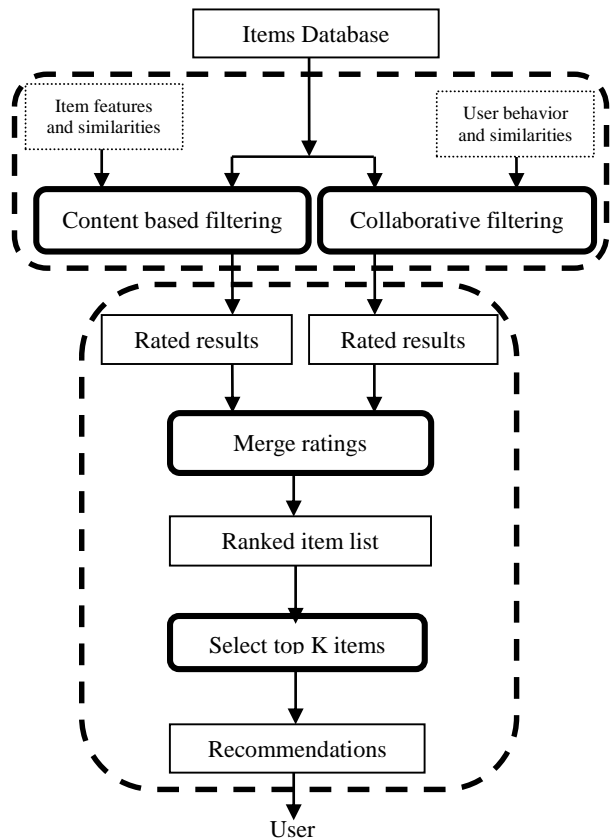 Items Database
Item features
and similarities
User behavior
and similarities
Content based filtering
Collaborative filtering
Rated results
Rated results
Merge ratings
Ranked item list
Select top K items
Recommendations
User